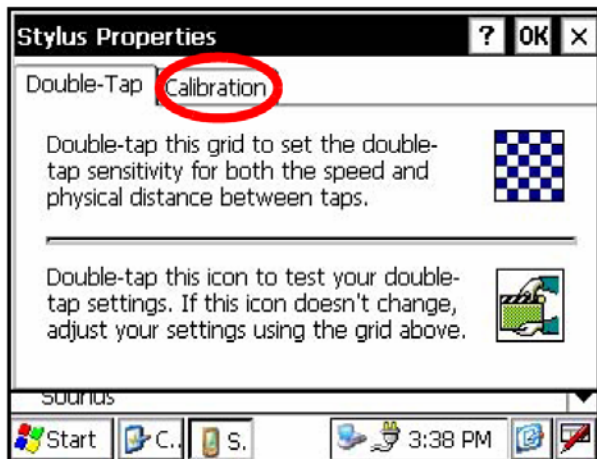 Stylus Properties ? OK ×
Double-Tap Calibration
Double-tap this grid to set the double-
tap sensitivity for both the speed and
physical distance between taps.
Double-tap this icon to test your double-
tap settings. If this icon doesn't change,
adjust your settings using the grid above.
Sounds
Start C.. S. 3:38 PM